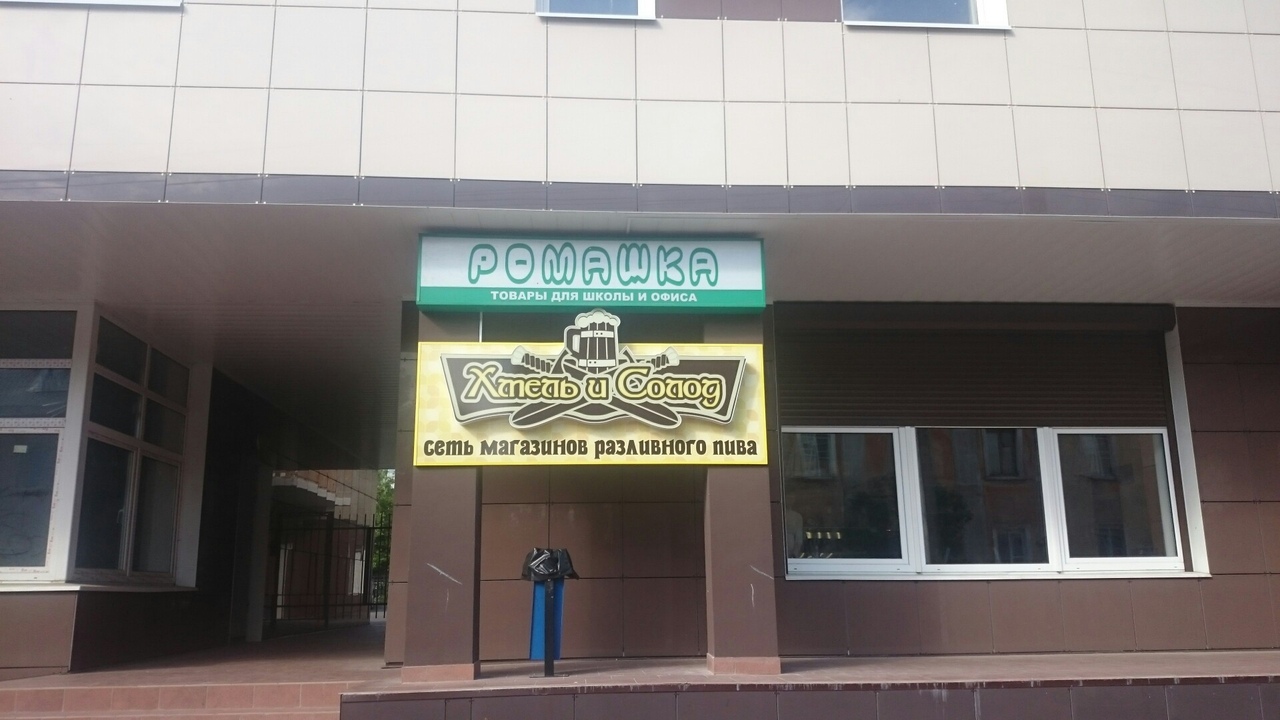 РОМАШКА
ТОВАРЫ ДЛЯ ШКОЛЫ И ОФИСА
Хмель и Солод
сеть магазинов разливного пива